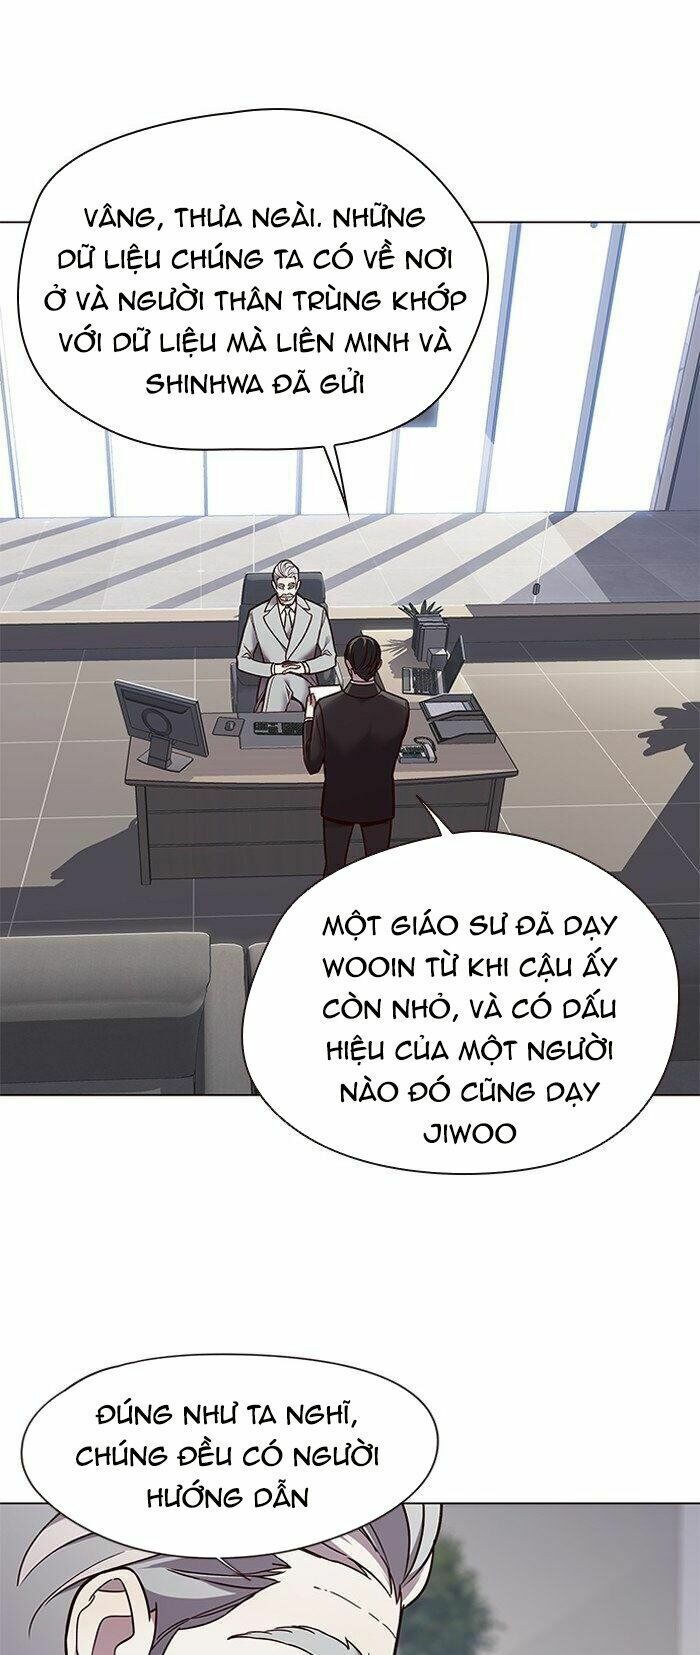 VÂNG, THƯA NGÀI. NHỮNG
DỮ LIỆU CHÚNG TA CÓ VỀ NƠI
Ở VÀ NGƯỜI THÂN TRÙNG KHỚP
VỚI DỮ LIỆU MÀ LIÊN MINH VÀ
SHINHWA ĐÃ GỬI
MỘT GIÁO SƯ ĐÃ DẠY
WOOIN TỪ KHI CẬU ẤY
CÒN NHỎ, VÀ CÓ DẤU
HIỆU CỦA MỘT NGƯỜI
NÀO ĐÓ CŨNG DẠY
JIWOO
ĐÚNG NHƯ TA NGHĨ,
CHÚNG ĐỀU CÓ NGƯỜI
HƯỚNG DẪN